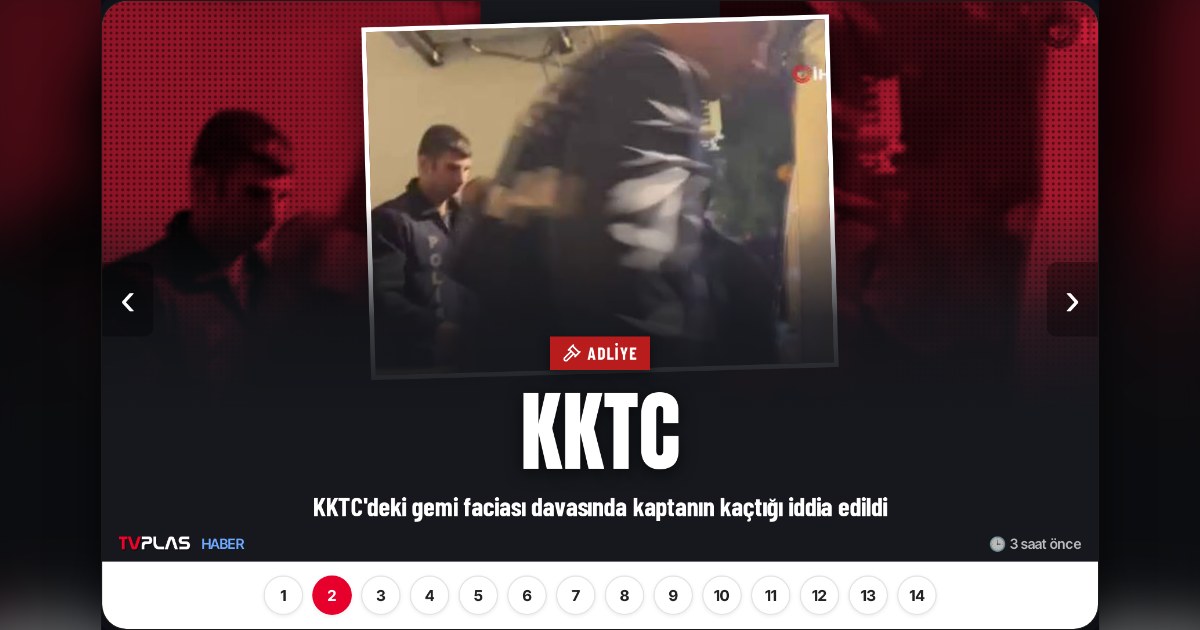 ADLİYE
KKTC
KKTC'deki gemi faciası davasında kaptanın kaçtığı iddia edildi
TVPLAS HABER
3 saat önce
1 2 3 4 5 6 7 8 9 10 11 12 13 14